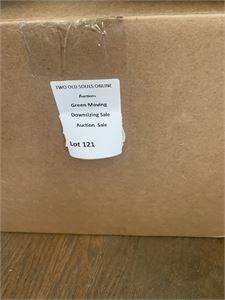 TWO OLD SOULS ONLINE
Auctions
Green Moving
Downsizing Sale
Auction Sale
Lot 121